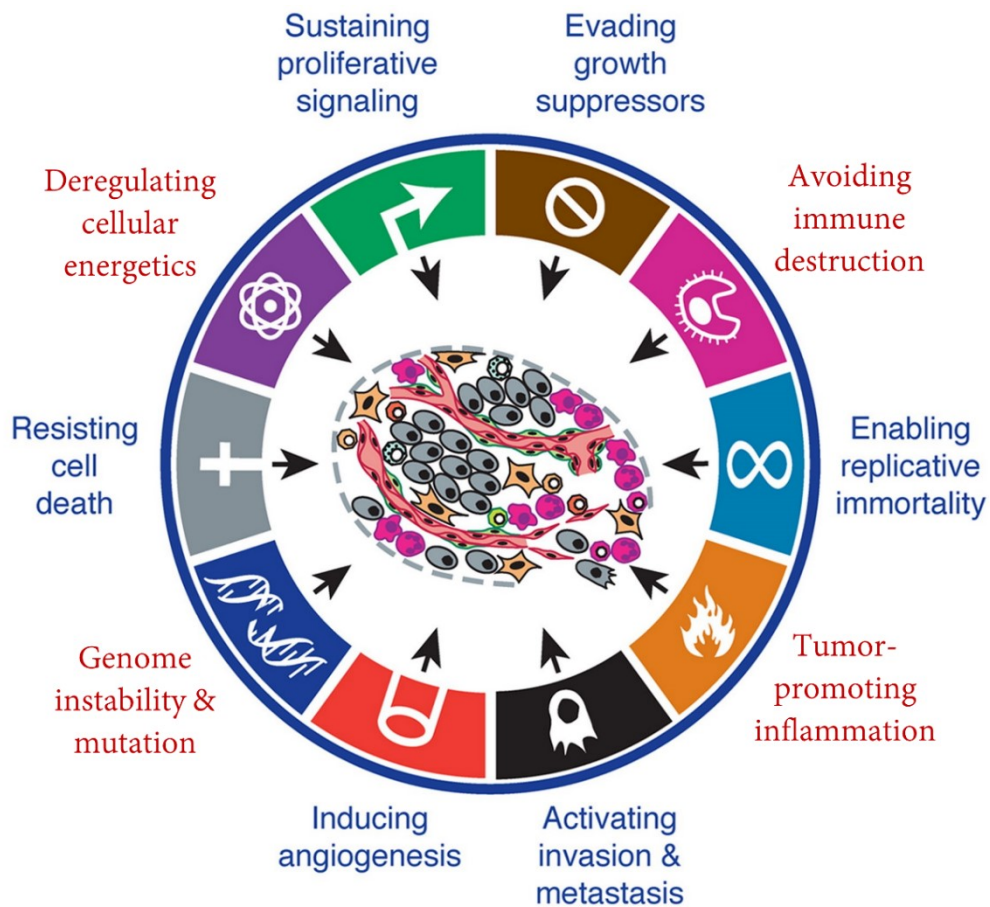 Sustaining
proliferative
signaling
Evading
growth
suppressors
Deregulating
cellular
energetics
Avoiding
immune
destruction
Resisting
cell
death
Enabling
replicative
immortality
Genome
instability &
mutation
Tumor-
promoting
inflammation
Inducing
angiogenesis
Activating
invasion &
metastasis